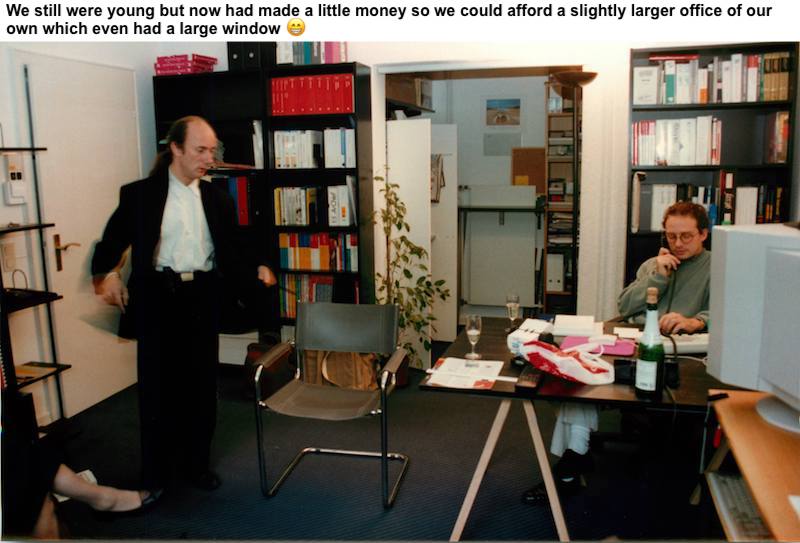 We still were young but now had made a little money so we could afford a slightly larger office of our
own which even had a large window 😁